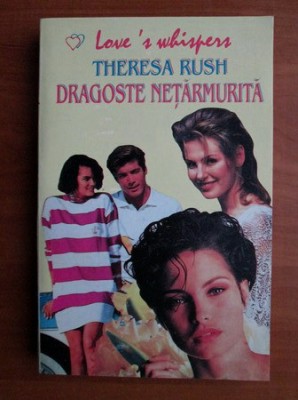 Love's whispers
THERESA RUSH
DRAGOSTE NEȚĂRMURITĂ